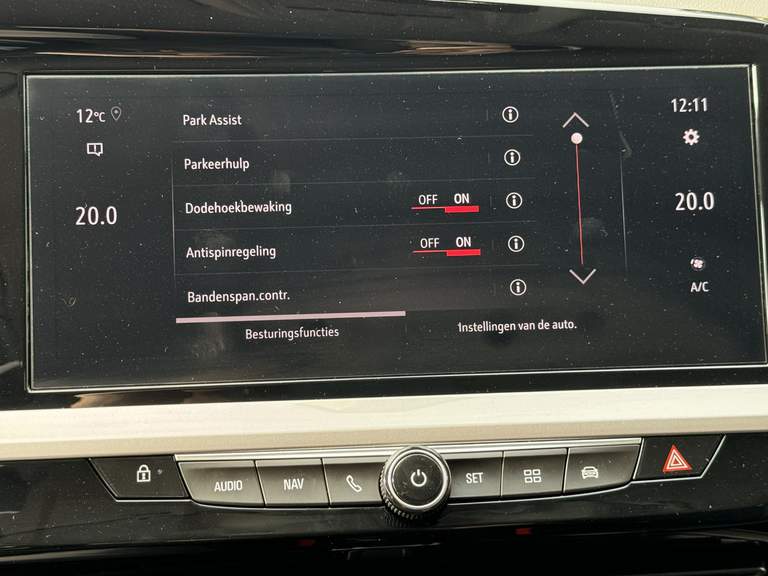 12°C
12:11
Park Assist
Parkeerhulp
20.0
Dodehoekbewaking OFF ON
20.0
Antispinregeling OFF ON
A/C
Bandenspan.contr.
Besturingsfuncties
Instellingen van de auto.
AUDIO
NAV
SET